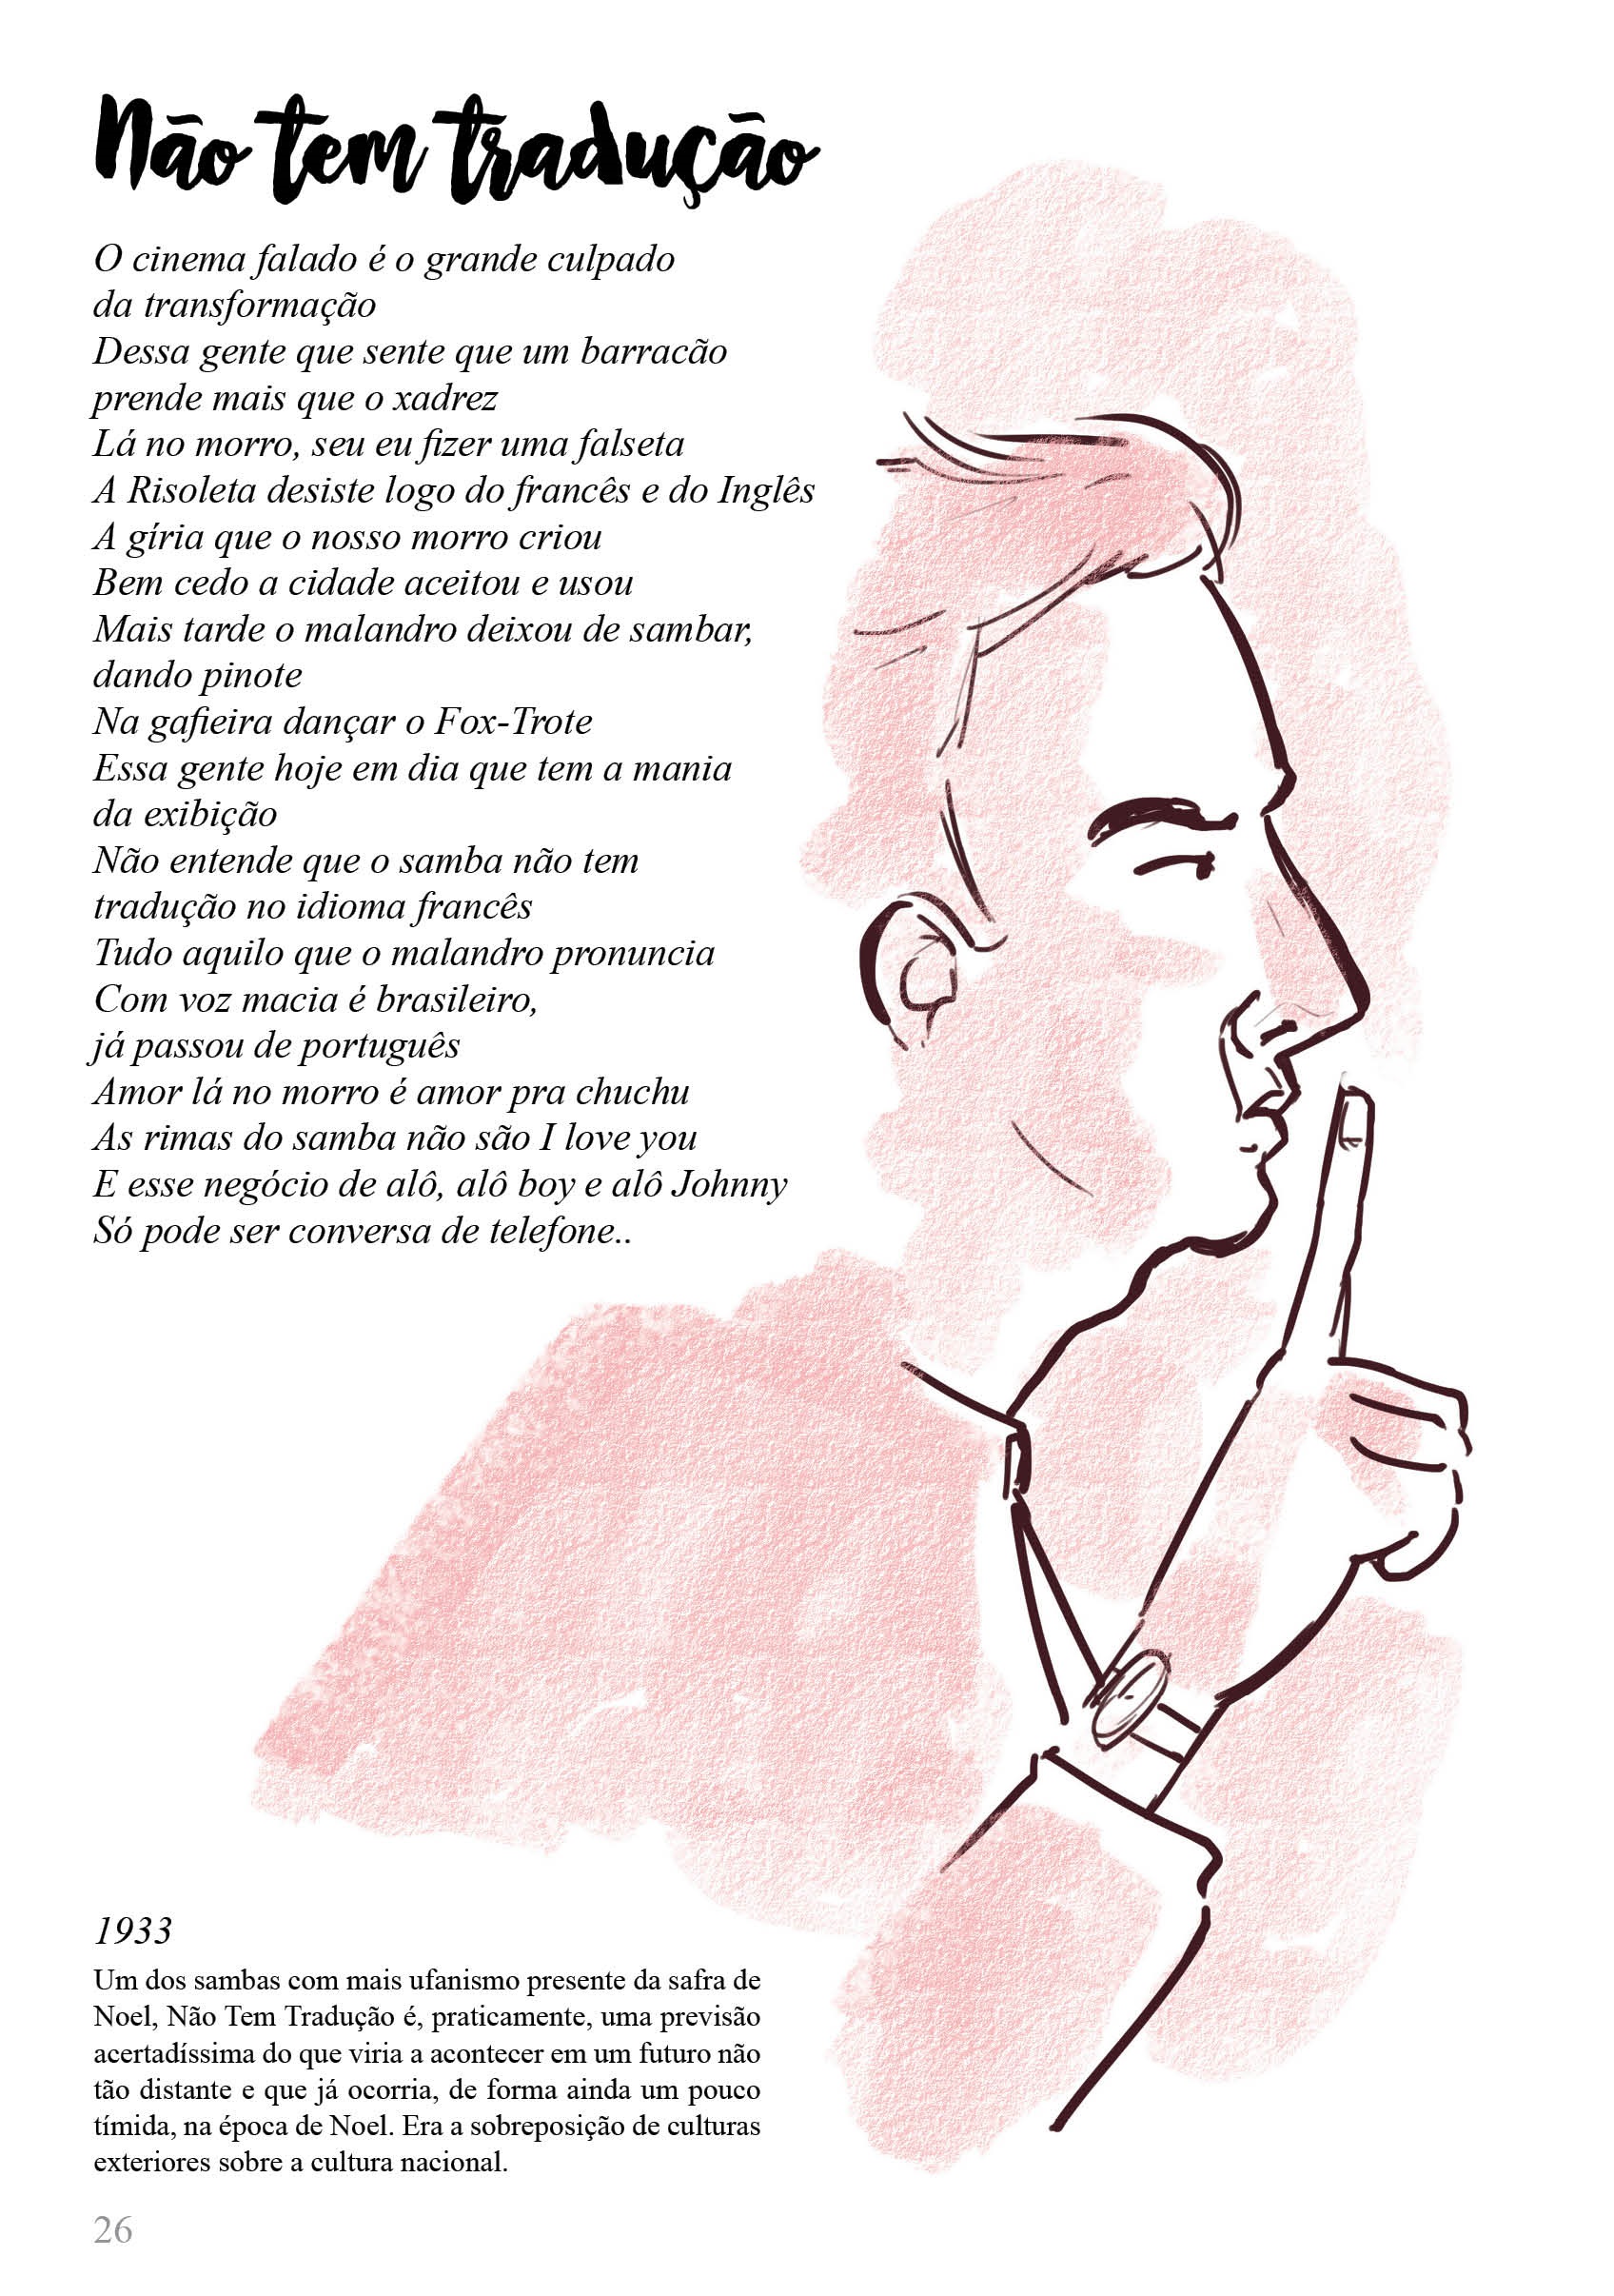 Não tem tradução
O cinema falado é o grande culpado
da transformação
Dessa gente que sente que um barracão
prende mais que o xadrez
Lá no morro, seu eu fizer uma falseta
A Risoleta desiste logo do francês e do Inglês
A gíria que o nosso morro criou
Bem cedo a cidade aceitou e usou
Mais tarde o malandro deixou de sambar,
dando pinote
Na gafieira dançar o Fox-Trote
Essa gente hoje em dia que tem a mania
da exibição
Não entende que o samba não tem
tradução no idioma francês
Tudo aquilo que o malandro pronuncia
Com voz macia é brasileiro,
já passou de português
Amor lá no morro é amor pra chuchu
As rimas do samba não são I love you
E esse negócio de alô, alô boy e alô Johnny
Só pode ser conversa de telefone..
1933
Um dos sambas com mais ufanismo presente da safra de
Noel, Não Tem Tradução é, praticamente, uma previsão
acertadíssima do que viria a acontecer em um futuro não
tão distante e que já ocorria, de forma ainda um pouco
tímida, na época de Noel. Era a sobreposição de culturas
exteriores sobre a cultura nacional.
26